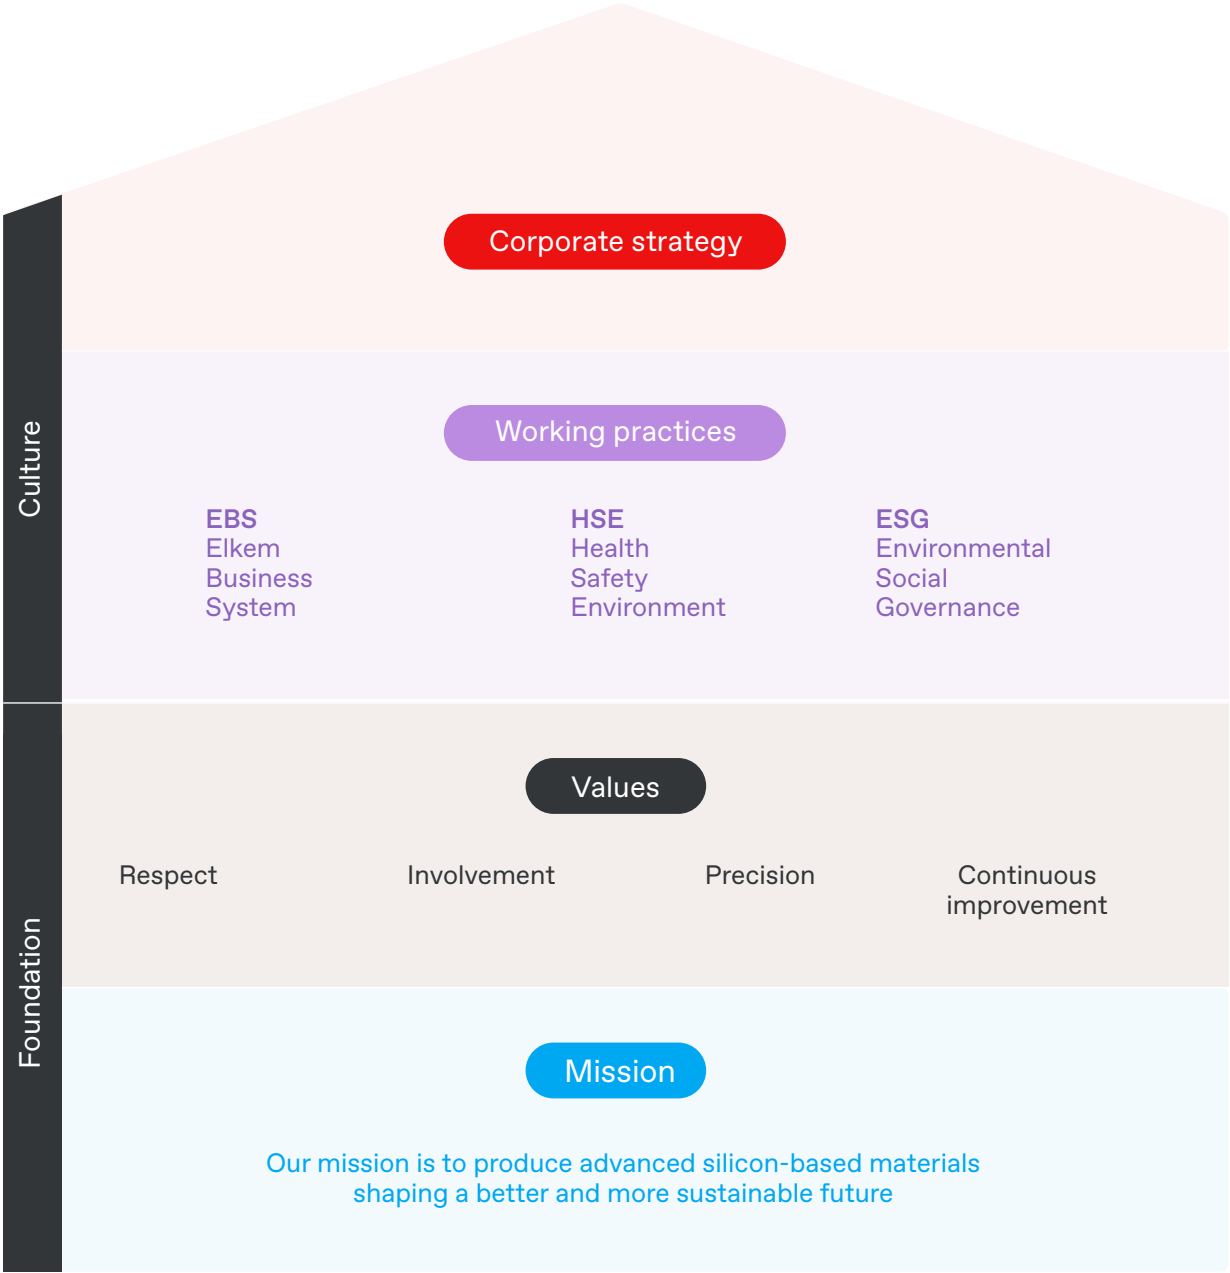 Corporate strategy
Culture
Working practices
EBS
Elkem
Business
System
HSE
Health
Safety
Environment
ESG
Environmental
Social
Governance
Foundation
Values
Respect
Involvement
Precision
Continuous
improvement
Mission
Our mission is to produce advanced silicon-based materials
shaping a better and more sustainable future